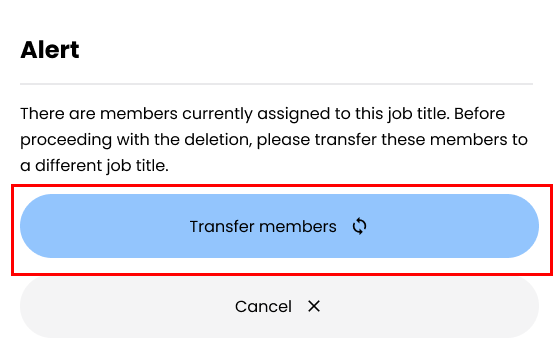 Alert
There are members currently assigned to this job title. Before
proceeding with the deletion, please transfer these members to
a different job title.
Transfer members
Cancel